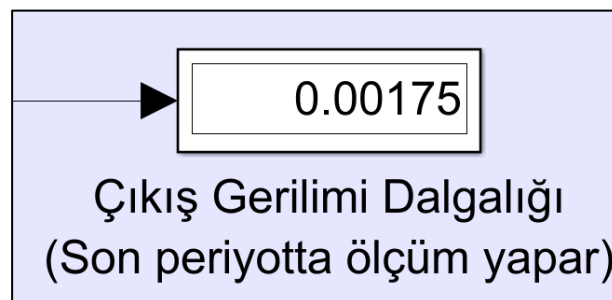 0.00175
Çıkış Gerilimi Dalgalığı
(Son periyotta ölçüm yapar)